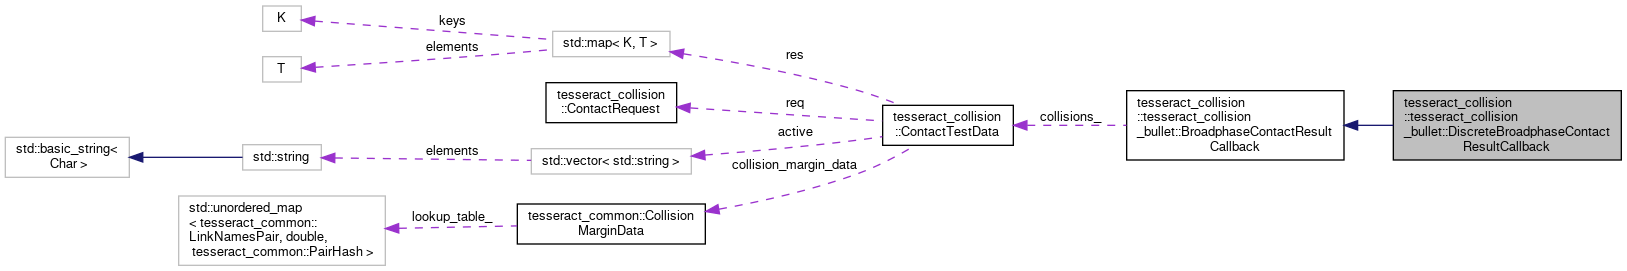 K
keys
T
elements
std::map< K, T >
res
tesseract_collision
::ContactRequest
req
active
collision_margin_data
tesseract_collision
::ContactTestData
collisions_
tesseract_collision
::tesseract_collision
_bullet::BroadphaseContactResult
Callback
tesseract_collision
::tesseract_collision
_bullet::DiscreteBroadphaseContact
ResultCallback
std::basic_string<
Char >
std::string
elements
std::vector< std::string >
std::unordered_map
< tesseract_common::
LinkNamesPair, double,
tesseract_common::PairHash >
lookup_table_
tesseract_common::Collision
MarginData